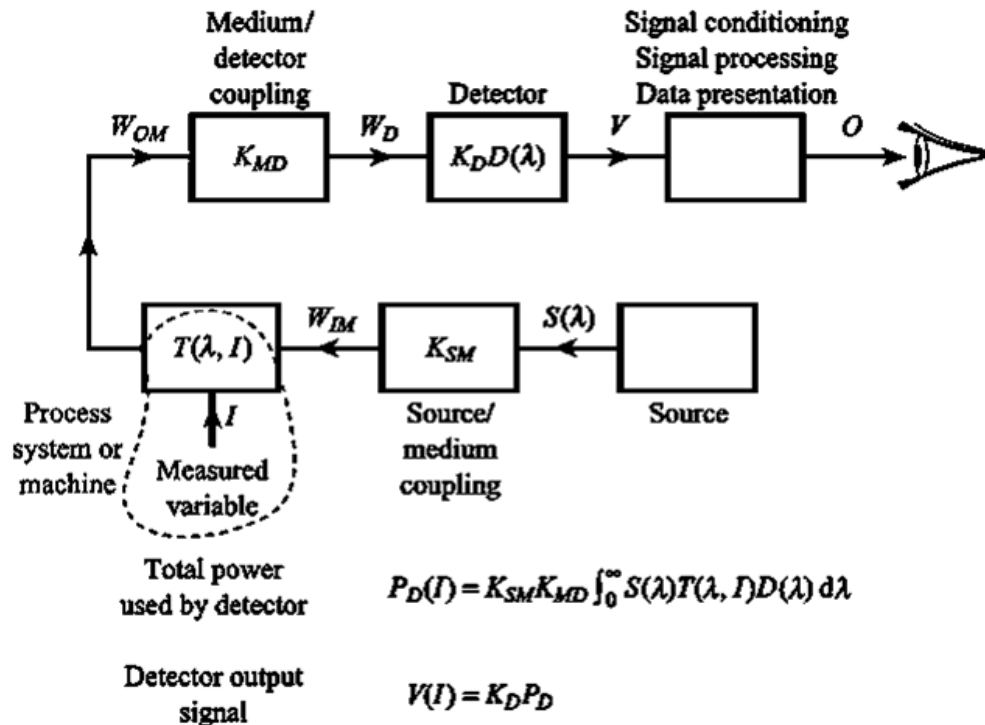 Medium/
detector
coupling
Signal conditioning
Signal processing
Data presentation
Detector
W_OM
K_MD
W_D
K_D D(λ)
V
O
T(λ, I)
W_IM
K_SM
S(λ)
I
Process
system or
machine
Measured
variable
Source/
medium
coupling
Source
Total power
used by detector
P_D(I) = K_SM K_MD ∫_0^∞ S(λ)T(λ, I)D(λ) dλ
Detector output
signal
V(I) = K_D P_D